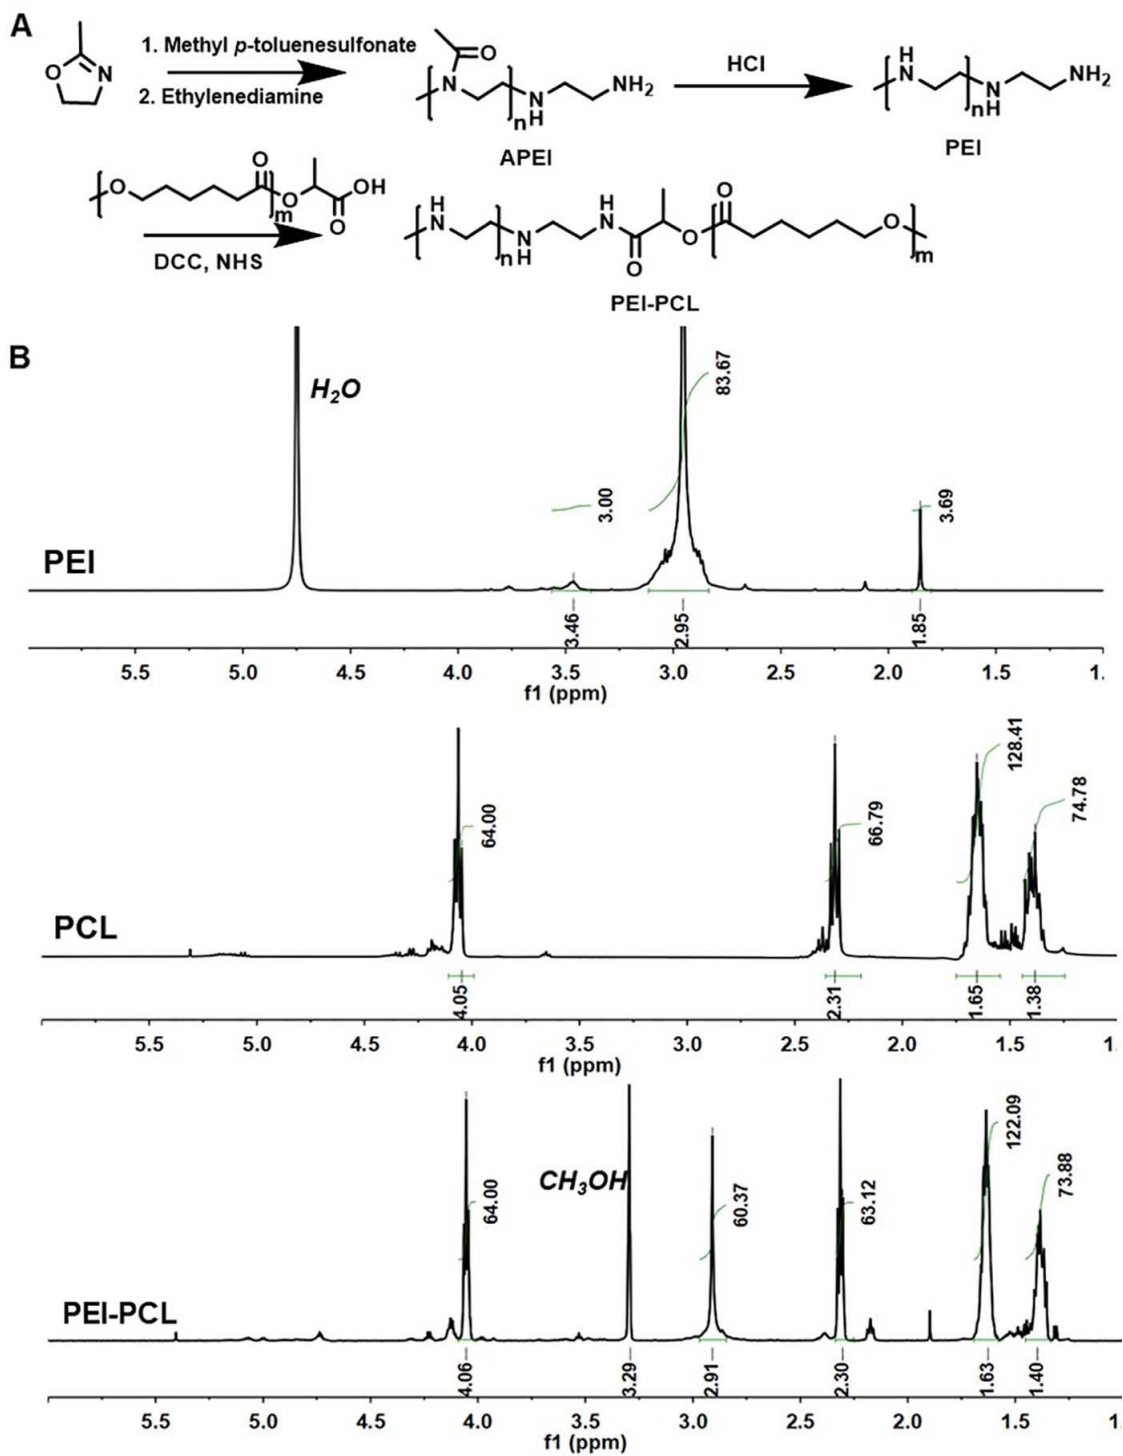 A
1. Methyl p-toluenesulfonate
2. Ethylenediamine
O
N
O
N
n
N
H
NH2
APEI
HCl
H
N
n
N
H
NH2
PEI
O
O
m
O
OH
O
DCC, NHS
H
N
n
N
H
H
N
O
O
O
O
m
PEI-PCL
B
H2O
83.67
3.00
3.69
PEI
3.46
2.95
1.85
5.5 5.0 4.5 4.0 3.5 3.0 2.5 2.0 1.5 1.
f1 (ppm)
64.00
66.79
128.41
74.78
PCL
4.05
2.31
1.65
1.38
5.5 5.0 4.5 4.0 3.5 3.0 2.5 2.0 1.5 1.
f1 (ppm)
64.00
CH3OH
60.37
63.12
122.09
73.88
PEI-PCL
4.06
3.29
2.91
2.30
1.63
1.40
5.5 5.0 4.5 4.0 3.5 3.0 2.5 2.0 1.5 1.
f1 (ppm)